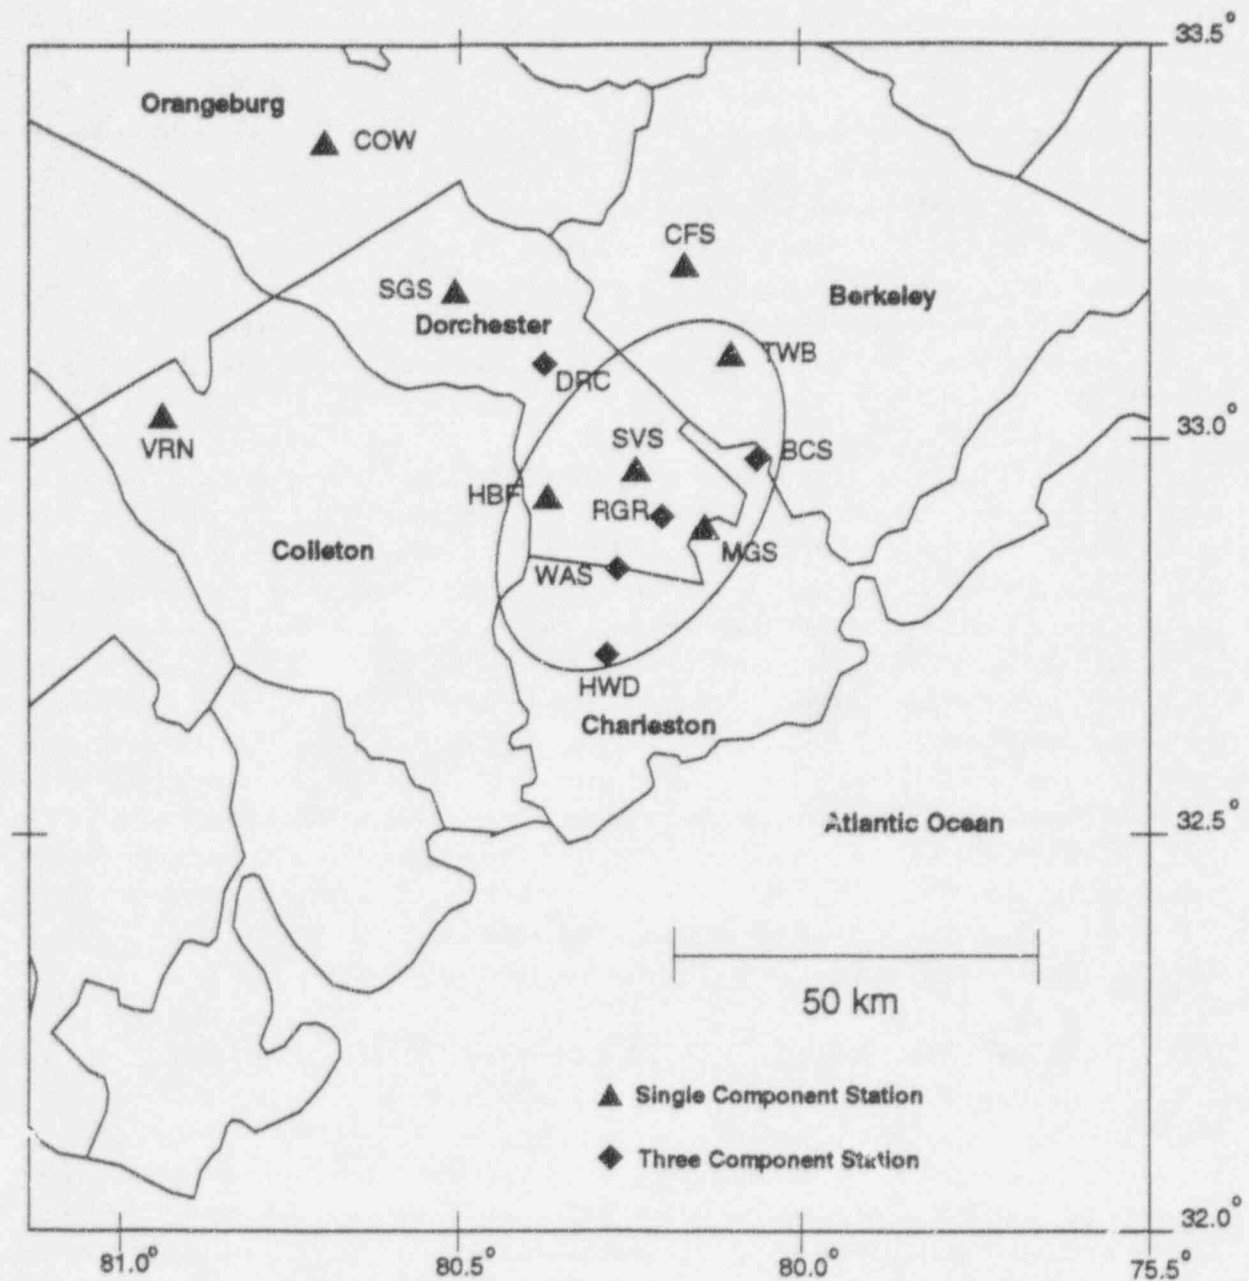 33.5°
Orangeburg
COW
CFS
SGS
Berkeley
Dorchester
TWB
DRC
33.0°
VRN
SVS
BCS
HBF
RGR
Colleton
MGS
WAS
HWD
Charleston
Atlantic Ocean
32.5°
50 km
Single Component Station
Three Component Station
32.0°
81.0°
80.5°
80.0°
75.5°